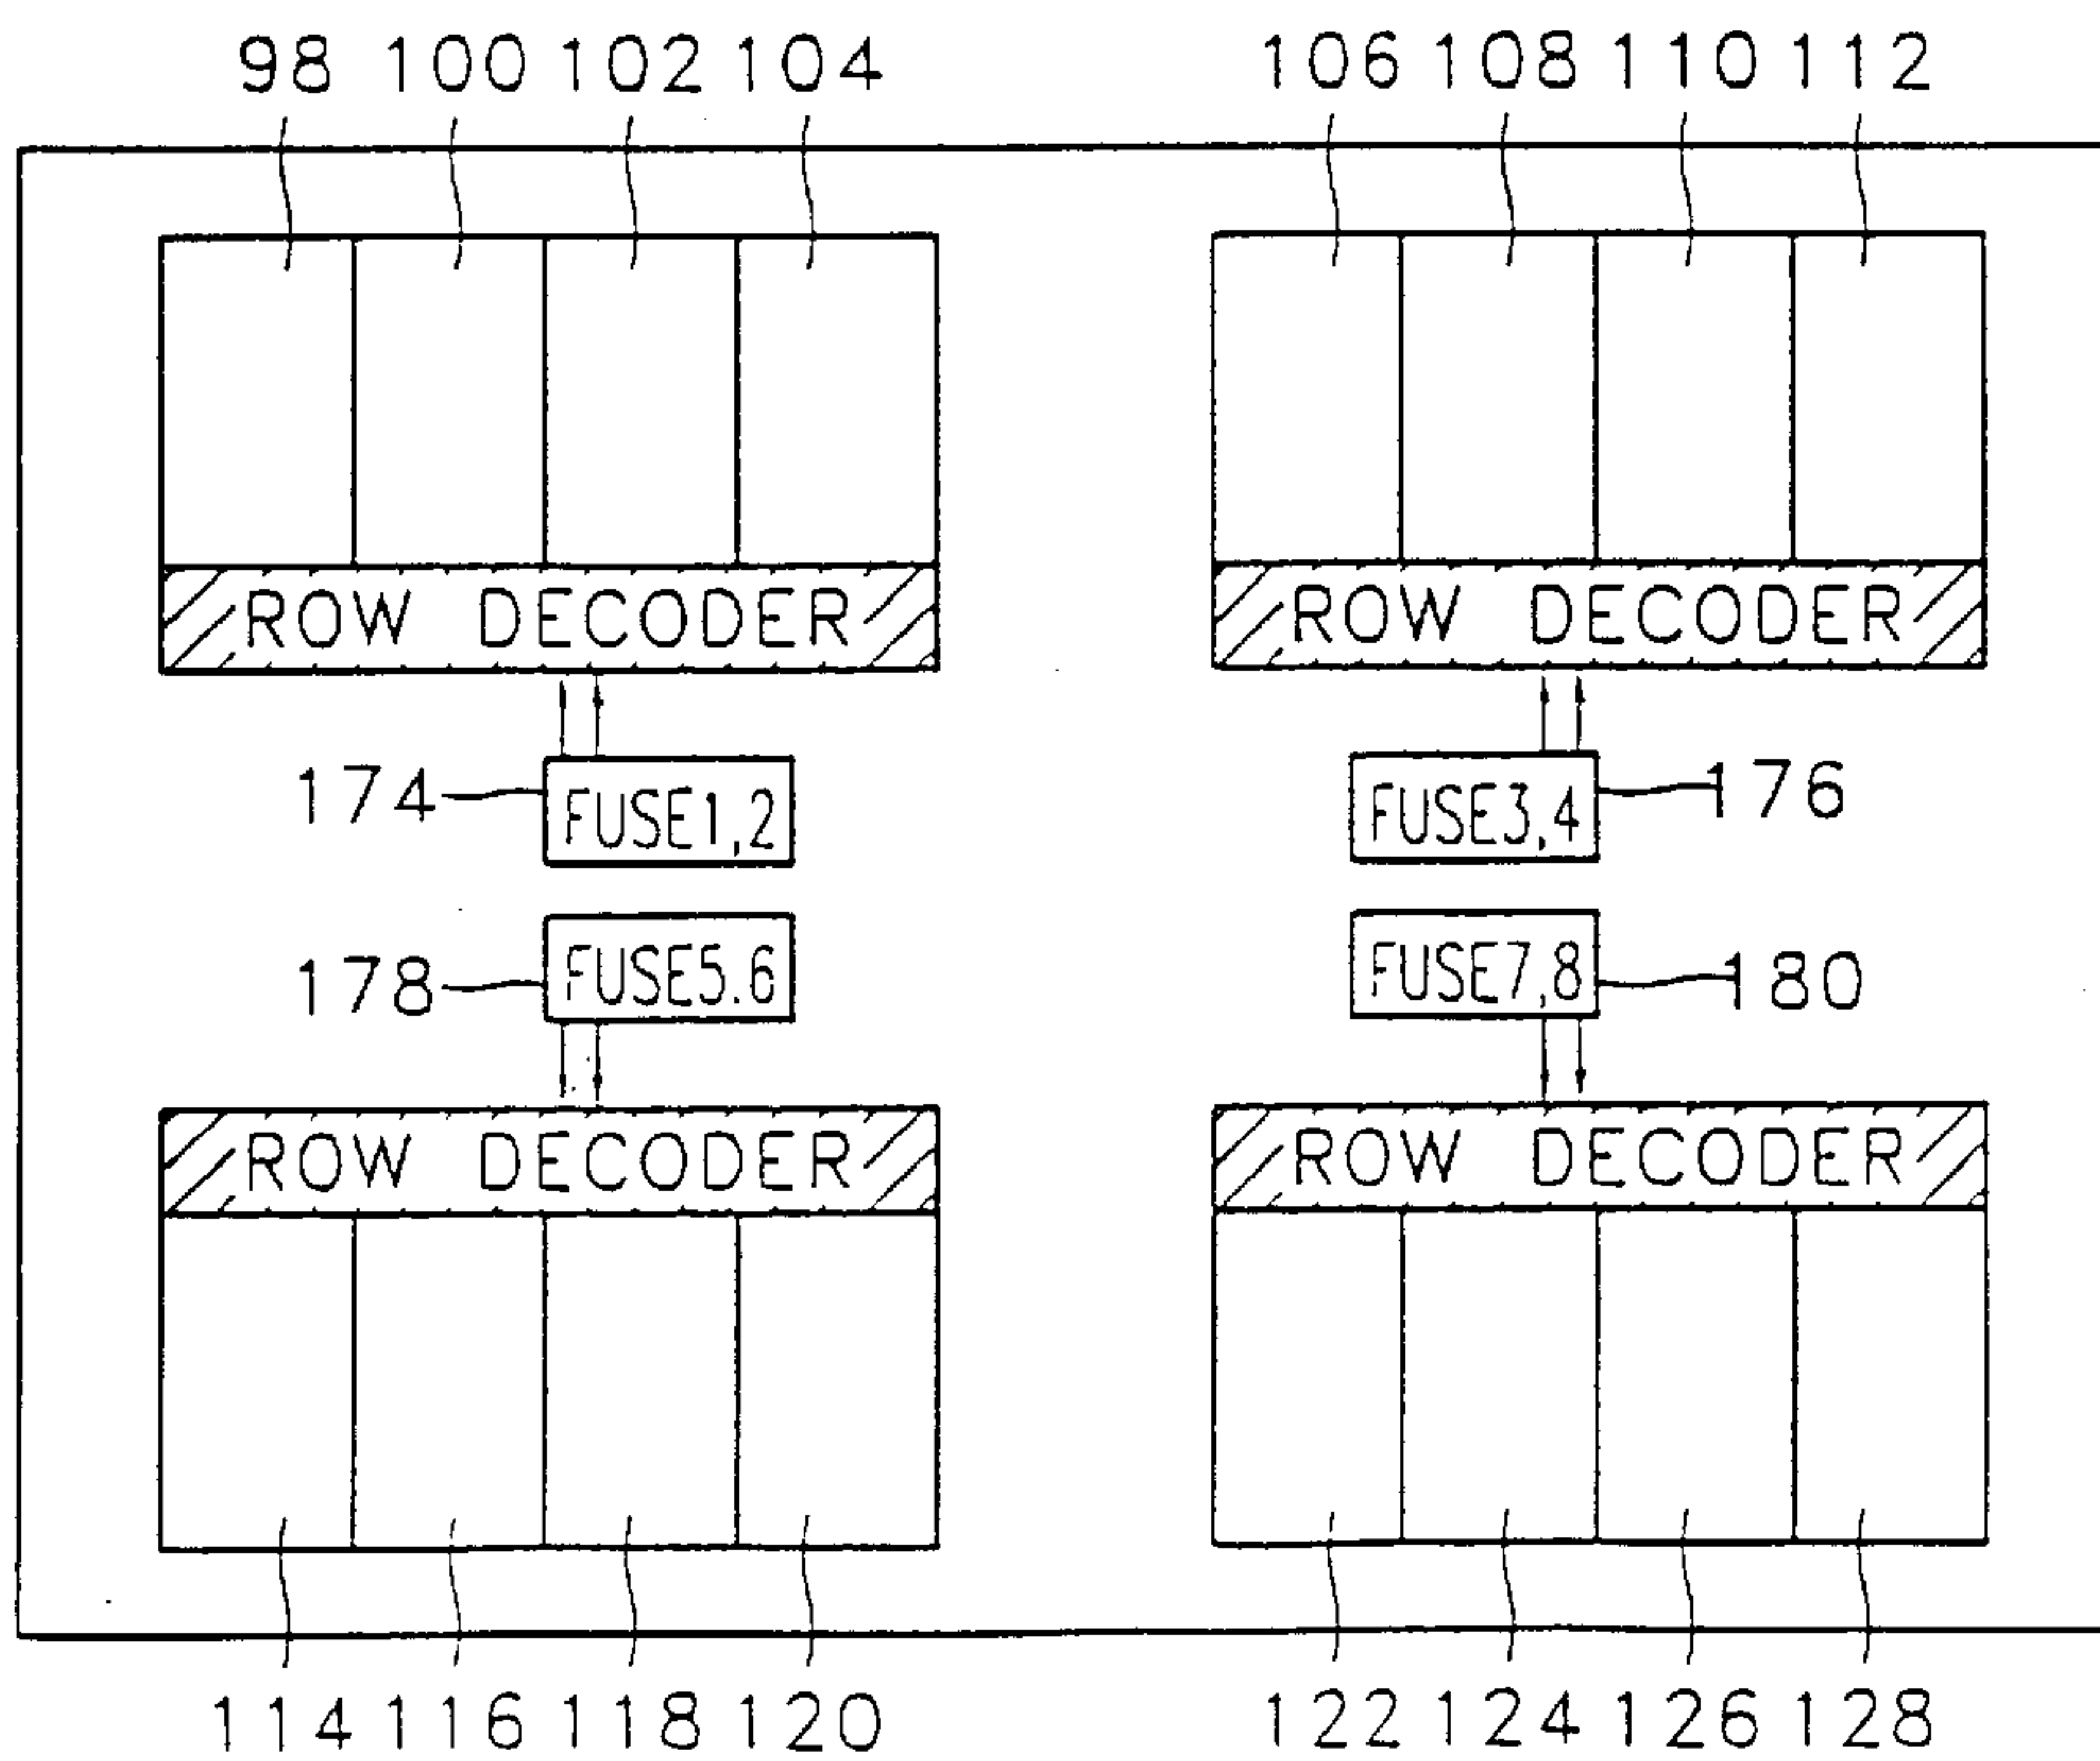 98 100 102 104 106 108 110 112
ROW DECODER ROW DECODER
174 FUSE1,2 FUSE3,4 176
178 FUSE5.6 FUSE7,8 180
ROW DECODER ROW DECODER
114 116 118 120 122 124 126 128